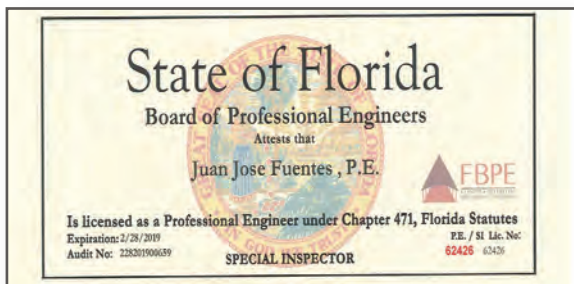 State of Florida
Board of Professional Engineers
Attests that
Juan Jose Fuentes , P.E.
FBPE
Is licensed as a Professional Engineer under Chapter 471, Florida Statutes
Expiration: 2/28/2019
P.E. / SI Lic. No:
Audit No: 228201900639
SPECIAL INSPECTOR
62426 62426